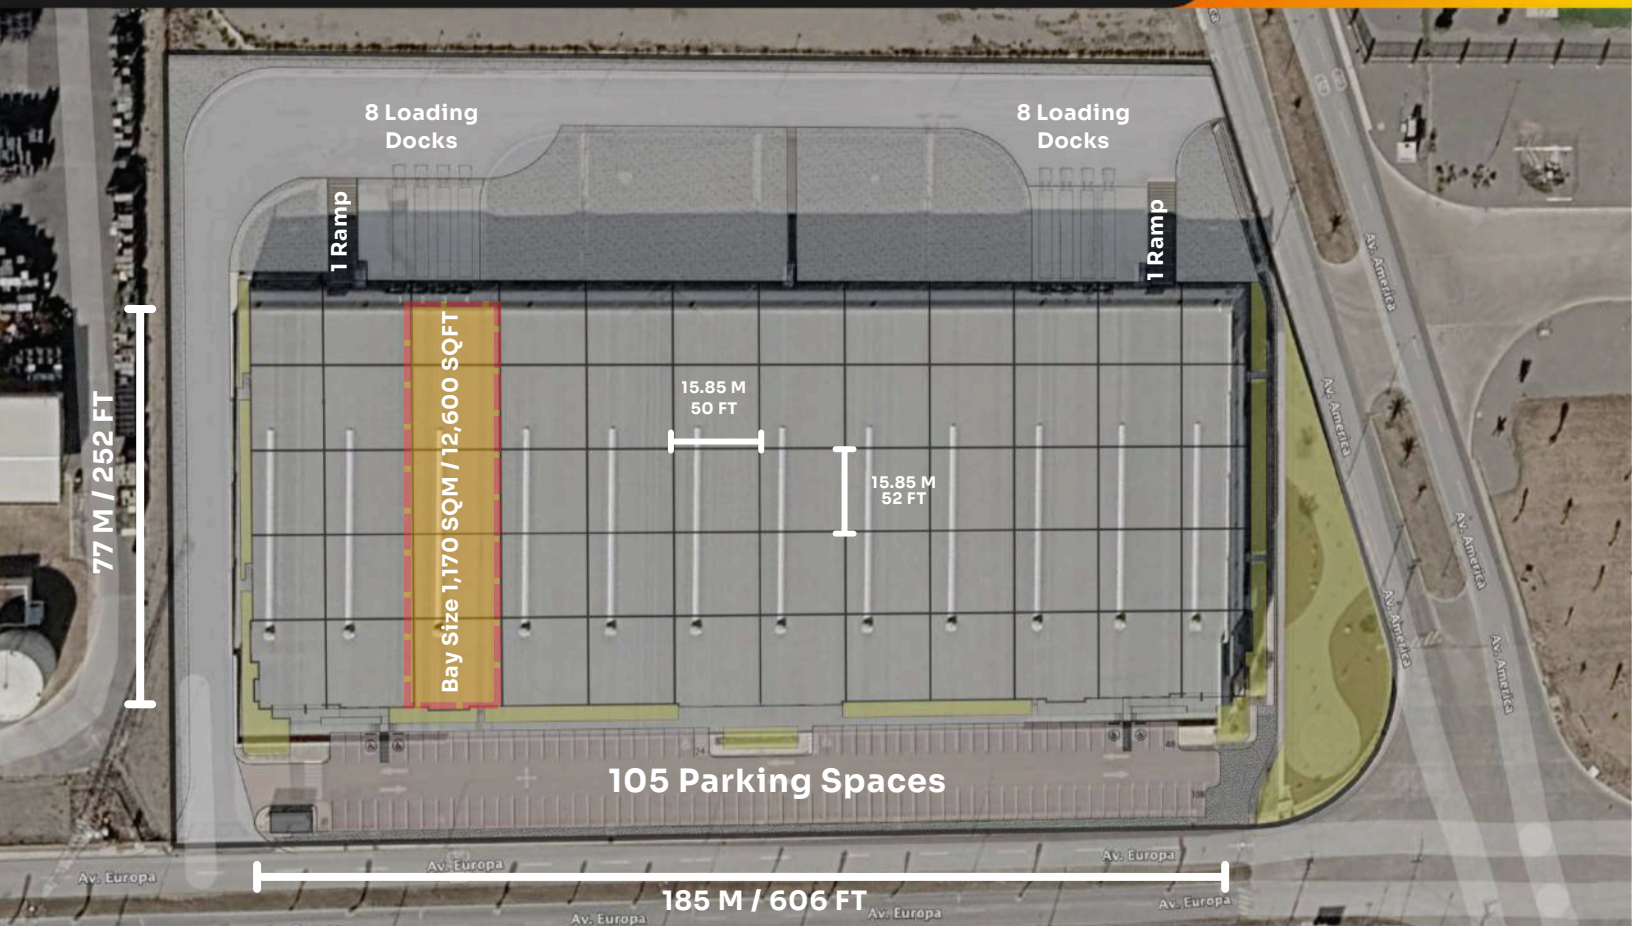 8 Loading
Docks
8 Loading
Docks
1 Ramp
1 Ramp
77 M / 252 FT
Bay Size 1,170 SQM / 12,600 SQFT
15.85 M
50 FT
15.85 M
52 FT
Av. America
Av. America
Av. America
Av. America
Av. America
24
48
105 Parking Spaces
Av. Europa
Av. Europa
Av. Europa
185 M / 606 FT
Av. Europa
Av. Europa
Av. Europa